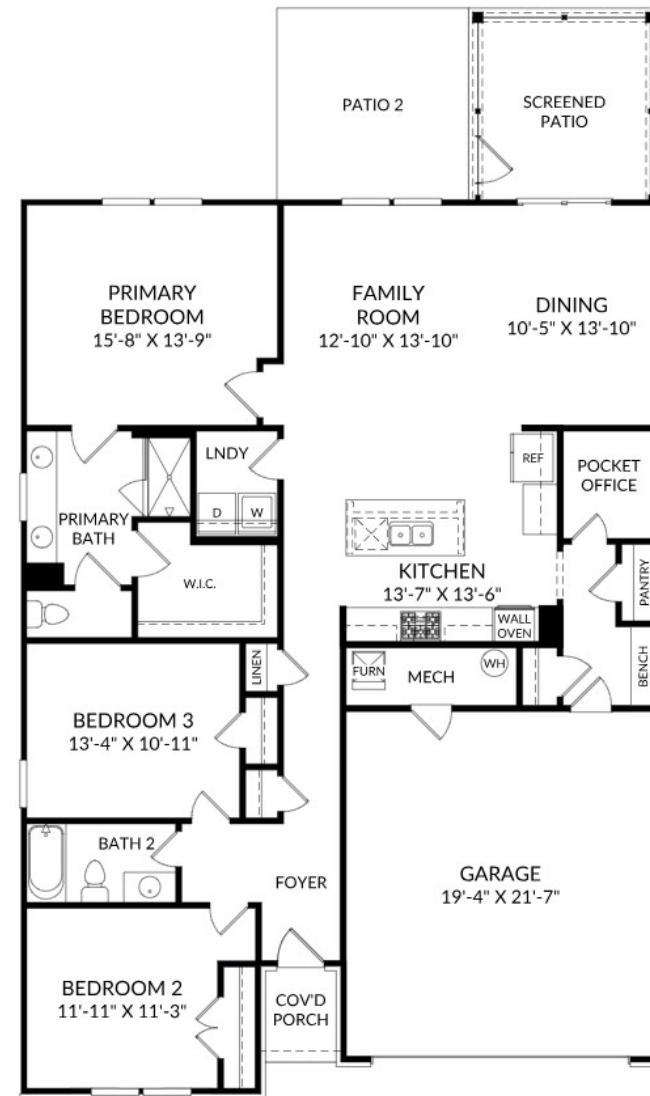 PATIO 2
SCREENED
PATIO
PRIMARY
BEDROOM
15'-8" X 13'-9"
FAMILY
ROOM
12'-10" X 13'-10"
DINING
10'-5" X 13'-10"
LNDY
D
W
REF
POCKET
OFFICE
PRIMARY
BATH
W.I.C.
KITCHEN
13'-7" X 13'-6"
WALL
OVEN
PANTRY
BENCH
LINEN
FURN
MECH
WH
BEDROOM 3
13'-4" X 10'-11"
BATH 2
FOYER
GARAGE
19'-4" X 21'-7"
BEDROOM 2
11'-11" X 11'-3"
COV'D
PORCH